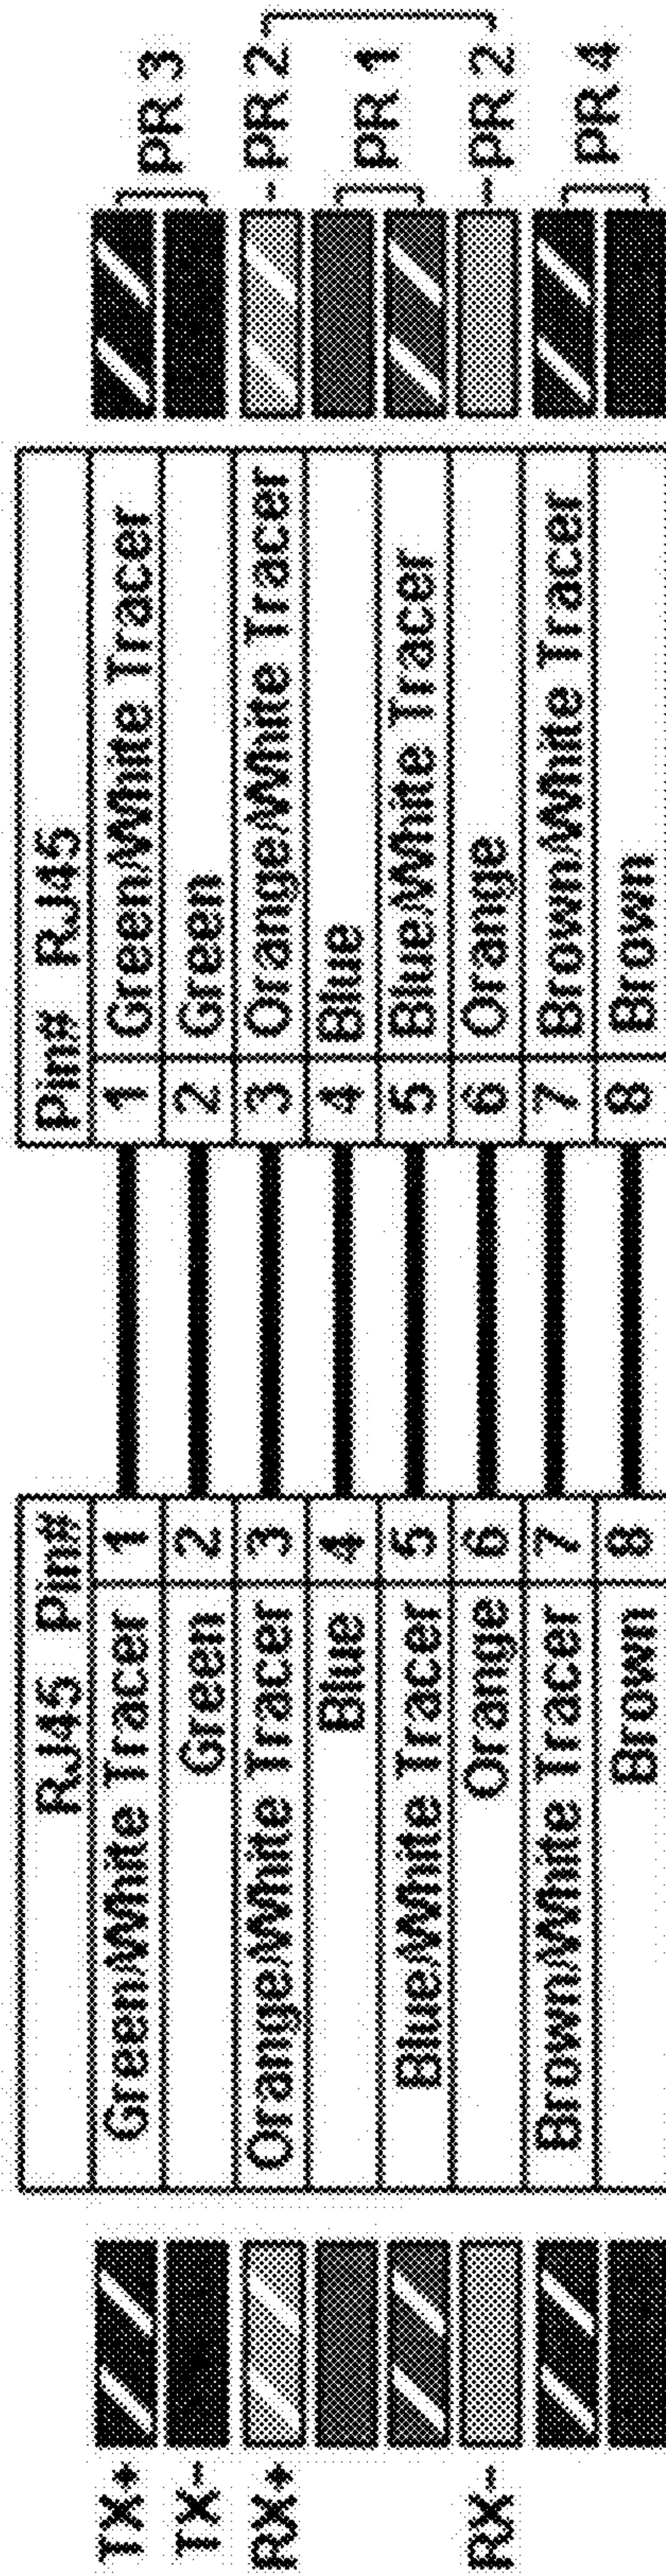 RJ45 Pin# Pin# RJ45
TX+ Green/White Tracer 1 1 Green/White Tracer PR 3
TX- Green 2 2 Green
RX+ Orange/White Tracer 3 3 Orange/White Tracer PR 2
Blue 4 4 Blue PR 1
Blue/White Tracer 5 5 Blue/White Tracer
RX- Orange 6 6 Orange PR 2
Brown/White Tracer 7 7 Brown/White Tracer PR 4
Brown 8 8 Brown